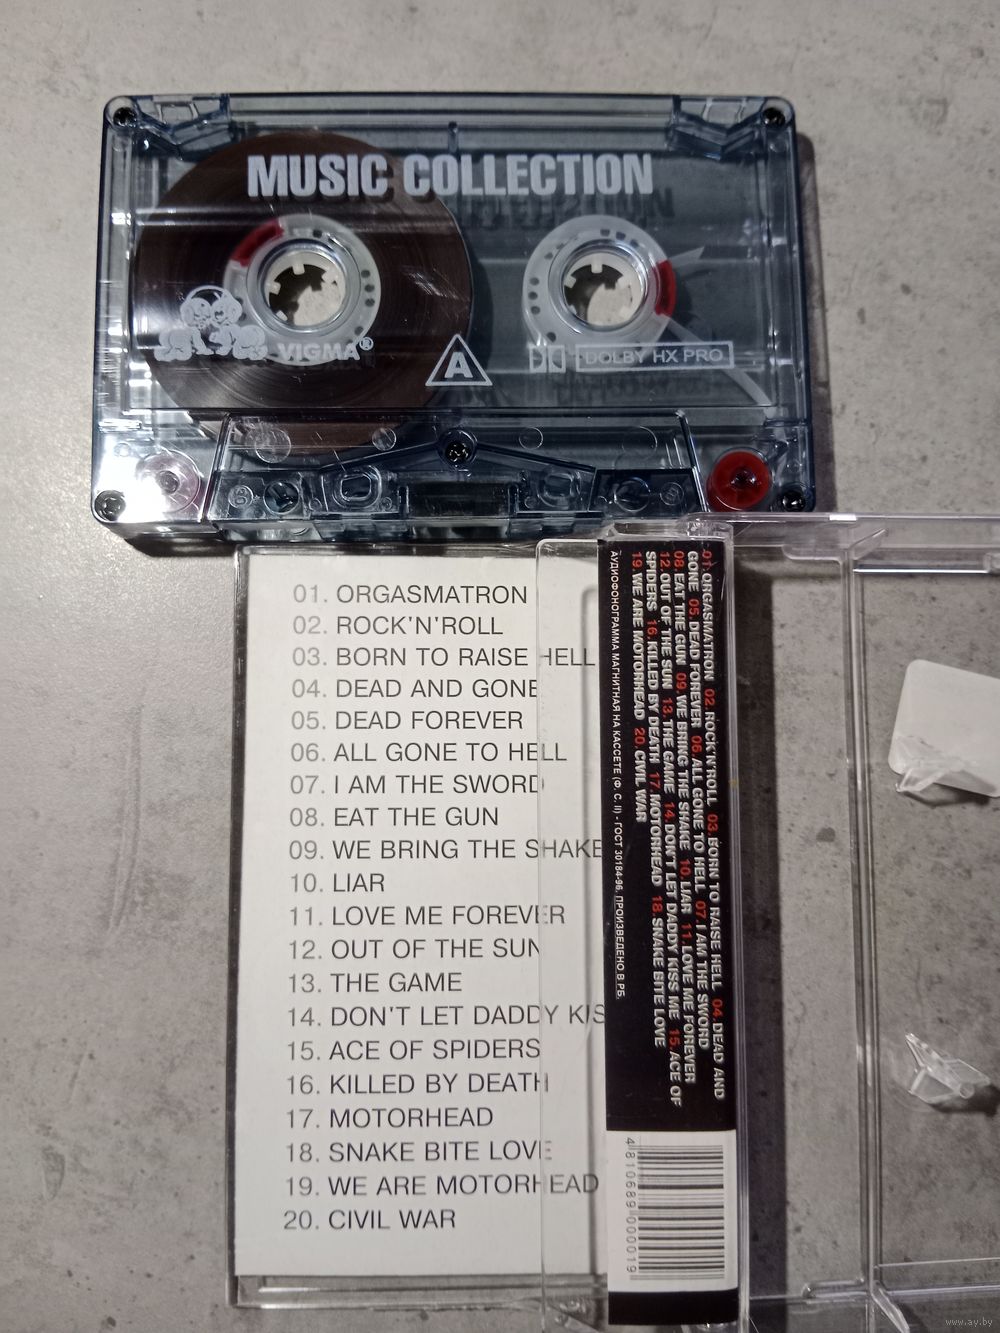 MUSIC COLLECTION
VIGMA®
A
DOLBY HX PRO
B
B
01. ORGASMATRON
02. ROCK'N'ROLL
03. BORN TO RAISE HELL
04. DEAD AND GONE
05. DEAD FOREVER
06. ALL GONE TO HELL
07. I AM THE SWORD
08. EAT THE GUN
09. WE BRING THE SHAKE
10. LIAR
11. LOVE ME FOREVER
12. OUT OF THE SUN
13. THE GAME
14. DON'T LET DADDY KIS
15. ACE OF SPIDERS
16. KILLED BY DEATH
17. MOTORHEAD
18. SNAKE BITE LOVE
19. WE ARE MOTORHEAD
20. CIVIL WAR
01. ORGASMATRON 02. ROCK'N'ROLL 03. BORN TO RAISE HELL 04. DEAD AND
GONE 05. DEAD FOREVER 06. ALL GONE TO HELL 07. I AM THE SWORD
08. EAT THE GUN 09. WE BRING THE SHAKE 10. LIAR 11. LOVE ME FOREVER
12. OUT OF THE SUN 13. THE GAME 14. DON'T LET DADDY KISS ME 15. ACE OF
SPIDERS 16. KILLED BY DEATH 17. MOTORHEAD 18. SNAKE BITE LOVE
19. WE ARE MOTORHEAD 20. CIVIL WAR
АУДИОФОНОГРАММА МАГНИТНАЯ НА КАССЕТЕ (Ф. С. II) - ГОСТ 30184-96. ПРОИЗВЕДЕНО В РБ.
4 810689 000019
www.ay.by